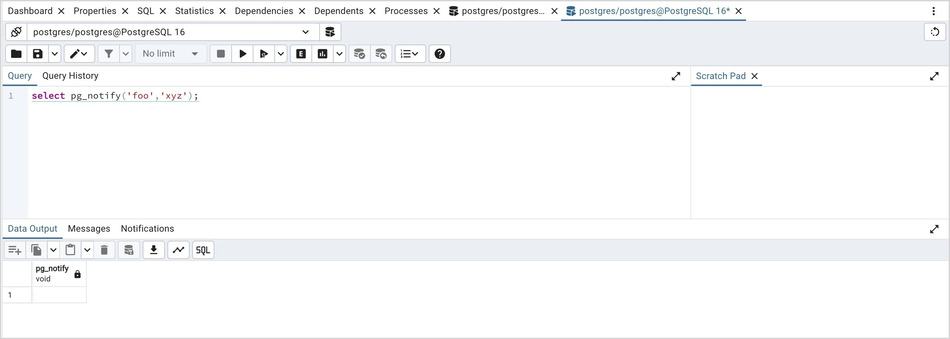 Dashboard Properties SQL Statistics Dependencies Dependents Processes postgres/postgres... postgres/postgres@PostgreSQL 16*
postgres/postgres@PostgreSQL 16
No limit E
Query Query History Scratch Pad
1 select pg_notify('foo','xyz');
Data Output Messages Notifications
SQL
pg_notify
void
1